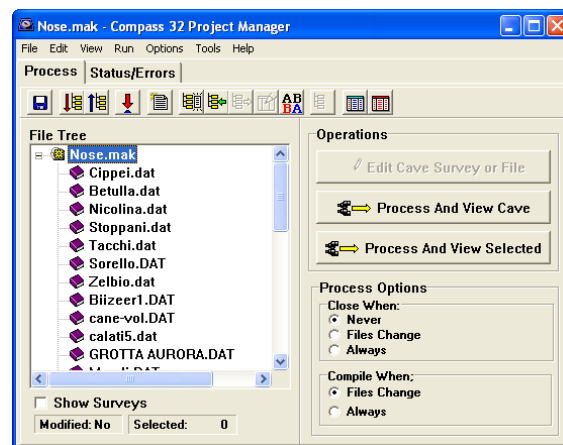 Nose.mak - Compass 32 Project Manager
File Edit View Run Options Tools Help
Process Status/Errors
AB
BA
File Tree
Nose.mak
Cippei.dat
Betulla.dat
Nicolina.dat
Stoppani.dat
Tacchi.dat
Sorello.DAT
Zelbio.dat
Biizeer1.DAT
cane-vol.DAT
calati5.dat
GROTTA AURORA.DAT
Show Surveys
Modified: No Selected: 0
Operations
Edit Cave Survey or File
Process And View Cave
Process And View Selected
Process Options
Close When:
Never
Files Change
Always
Compile When;
Files Change
Always